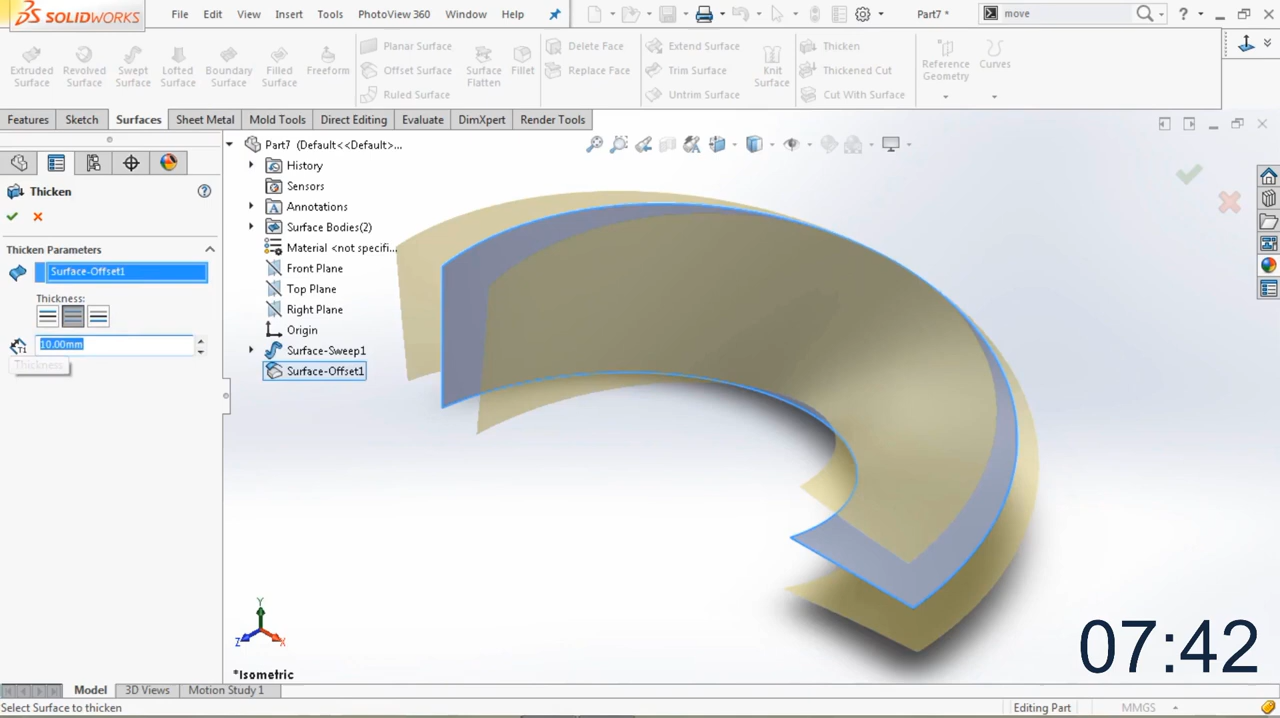 SOLIDWORKS File Edit View Insert Tools PhotoView 360 Window Help Part7 * move ?
Extruded Surface
Revolved Surface
Swept Surface
Lofted Surface
Boundary Surface
Filled Surface
Freeform
Planar Surface
Offset Surface
Ruled Surface
Surface Flatten
Fillet
Delete Face
Replace Face
Extend Surface
Trim Surface
Untrim Surface
Knit Surface
Thicken
Thickened Cut
Cut With Surface
Reference Geometry
Curves
Features Sketch Surfaces Sheet Metal Mold Tools Direct Editing Evaluate DimXpert Render Tools
Thicken
Thicken Parameters
Surface-Offset1
Thickness:
10.00mm
Thickness
Part7 (Default<<Default>...
History
Sensors
Annotations
Surface Bodies(2)
Material <not specifi...
Front Plane
Top Plane
Right Plane
Origin
Surface-Sweep1
Surface-Offset1
Y
Z
X
*Isometric
07:42
Model 3D Views Motion Study 1
Select Surface to thicken Editing Part MMGS